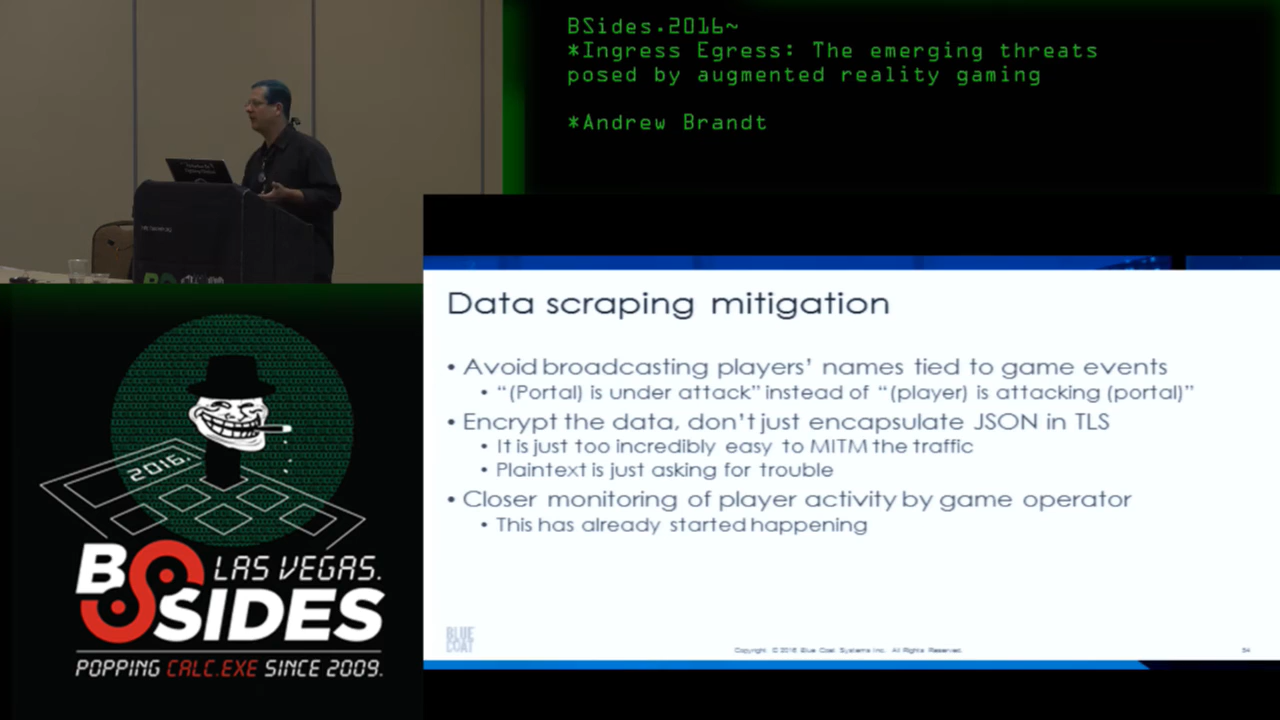 BSides.2016~
*Ingress Egress: The emerging threats
posed by augmented reality gaming
*Andrew Brandt
Data scraping mitigation
• Avoid broadcasting players’ names tied to game events
• “(Portal) is under attack” instead of “(player) is attacking (portal)”
• Encrypt the data, don’t just encapsulate JSON in TLS
• It is just too incredibly easy to MITM the traffic
• Plaintext is just asking for trouble
• Closer monitoring of player activity by game operator
• This has already started happening
BLUE
COAT
Copyright © 2016 Blue Coat Systems Inc. All Rights Reserved.
54
2016.
BSIDES
LAS VEGAS.
POPPING CALC.EXE SINCE 2009.